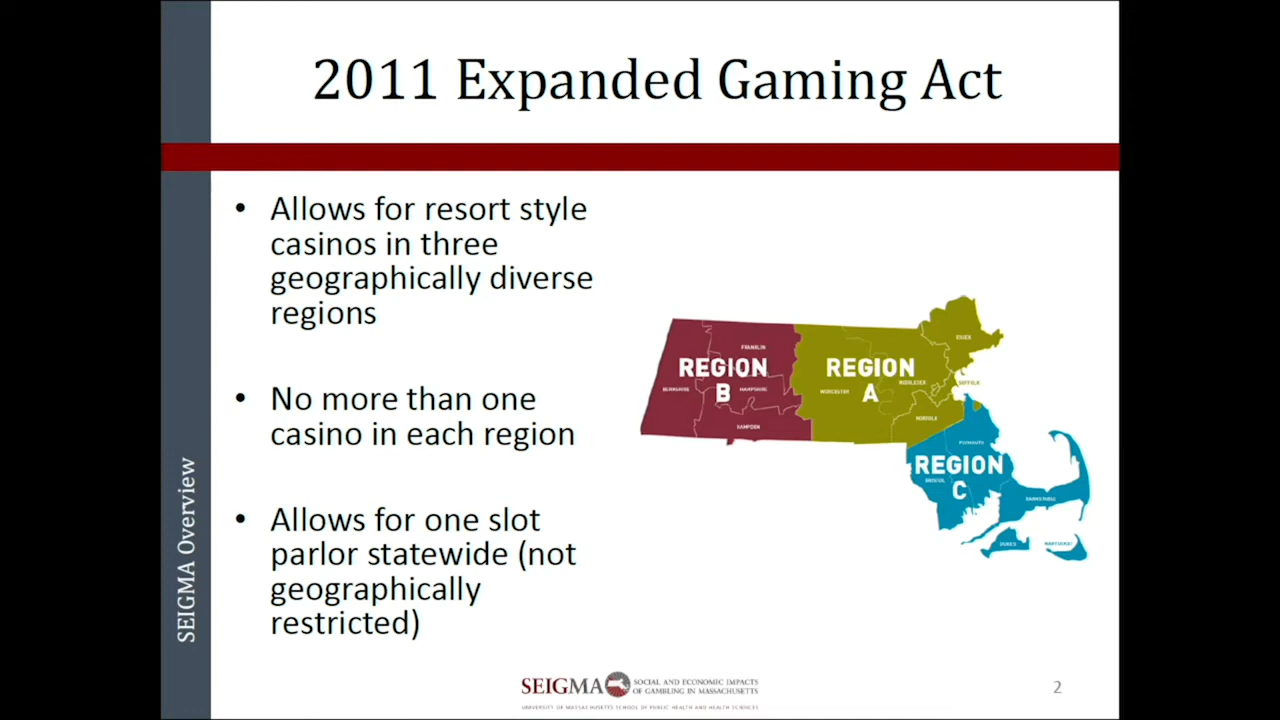 2011 Expanded Gaming Act
• Allows for resort style
casinos in three
geographically diverse
regions
• No more than one
casino in each region
• Allows for one slot
parlor statewide (not
geographically
restricted)
SEIGMA Overview
REGION
B
FRANKLIN
BERKSHIRE
HAMPSHIRE
HAMPDEN
REGION
A
WORCESTER
MIDDLESEX
ESSEX
SUFFOLK
NORFOLK
REGION
C
PLYMOUTH
BRISTOL
BARNSTABLE
DUKES
NANTUCKET
SEIGMA
SOCIAL AND ECONOMIC IMPACTS
OF GAMBLING IN MASSACHUSETTS
UNIVERSITY OF MASSACHUSETTS SCHOOL OF PUBLIC HEALTH AND HEALTH SCIENCES
2